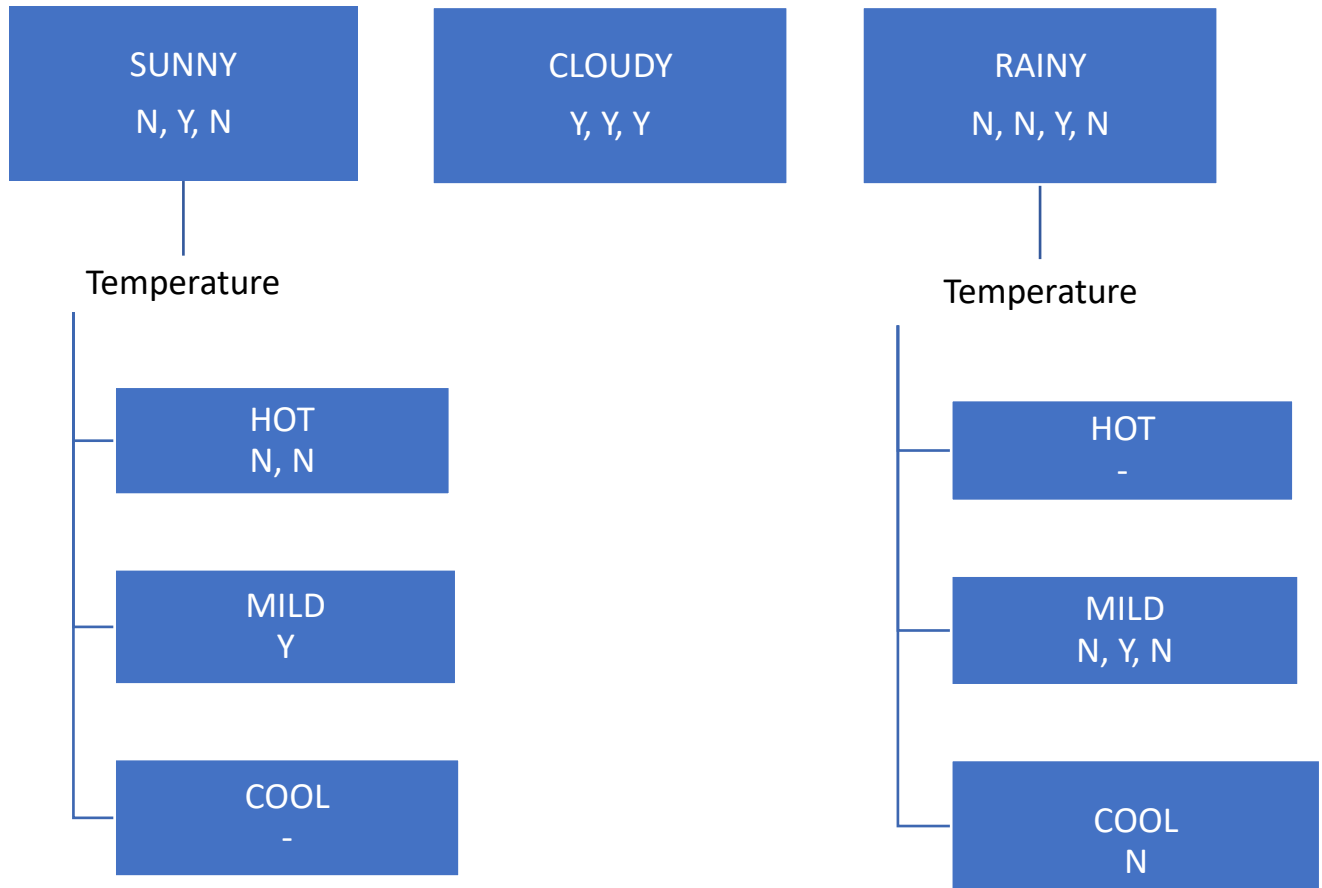 SUNNY
N, Y, N
CLOUDY
Y, Y, Y
RAINY
N, N, Y, N
Temperature
HOT
N, N
MILD
Y
COOL
-
Temperature
HOT
-
MILD
N, Y, N
COOL
N